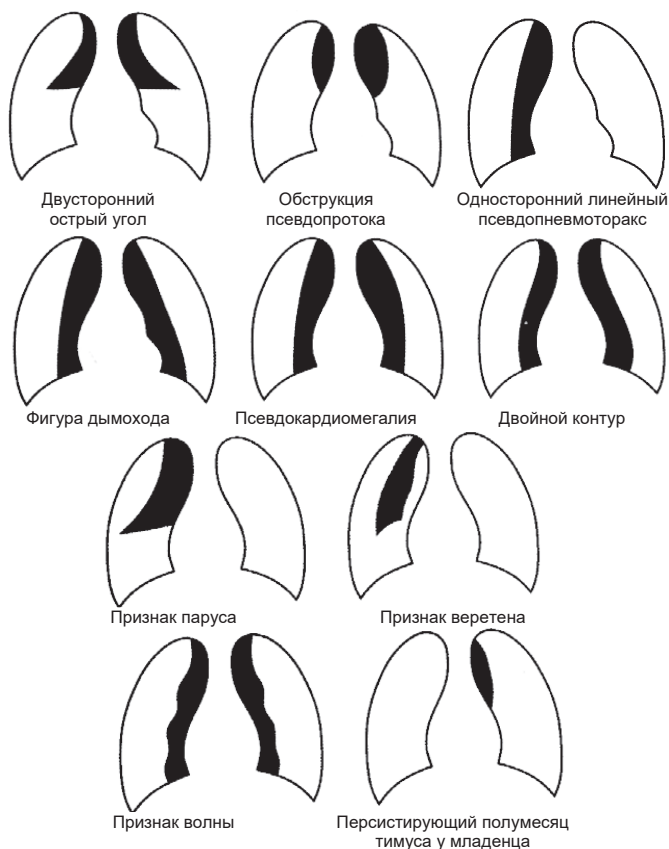 Двусторонний
острый угол
Обструкция
псевдопротока
Односторонний линейный
псевдопневмоторакс
Фигура дымохода
Псевдокардиомегалия
Двойной контур
Признак паруса
Признак веретена
Признак волны
Персистирующий полумесяц
тимуса у младенца